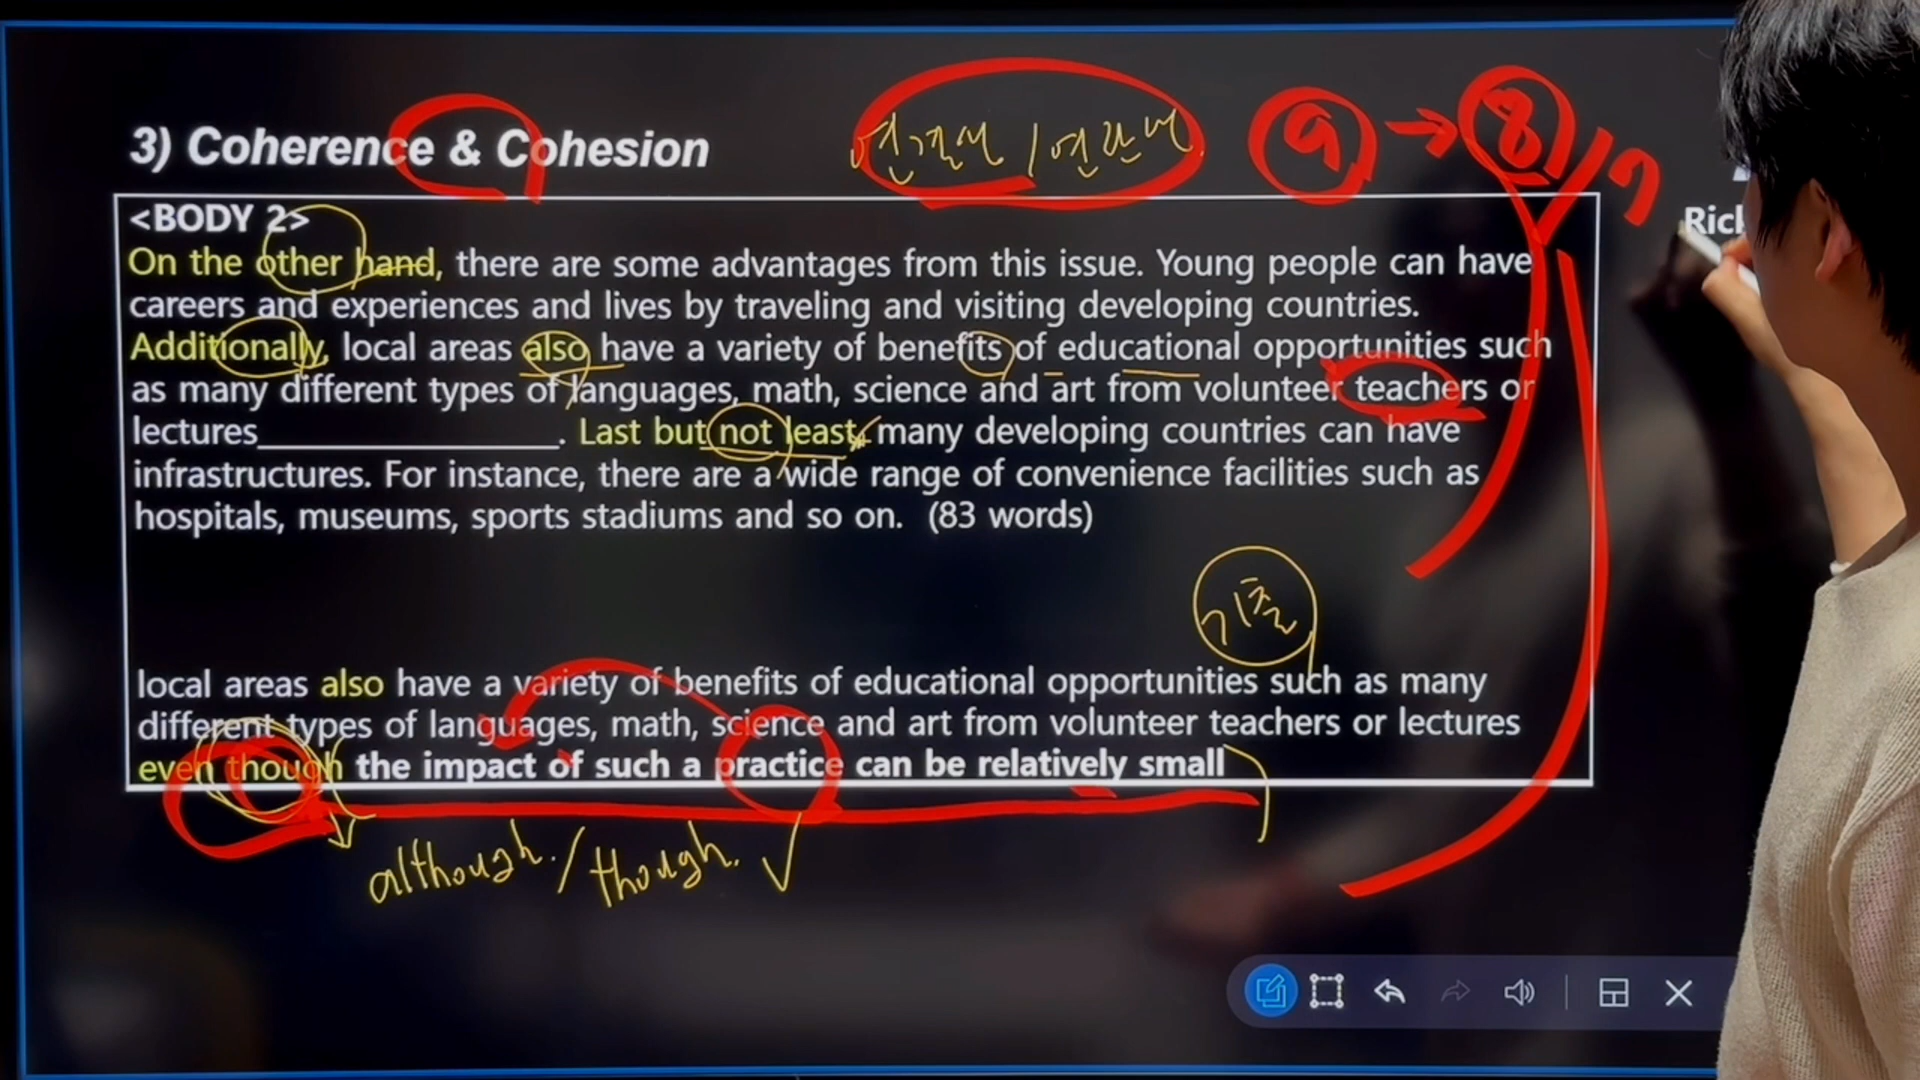 3) Coherence & Cohesion
연결성 / 연관성
9 → 8 / 7
<BODY 2>
Rich
On the other hand, there are some advantages from this issue. Young people can have
careers and experiences and lives by traveling and visiting developing countries.
Additionally, local areas also have a variety of benefits of educational opportunities such
as many different types of languages, math, science and art from volunteer teachers or
lectures_______________. Last but not least, many developing countries can have
infrastructures. For instance, there are a wide range of convenience facilities such as
hospitals, museums, sports stadiums and so on. (83 words)
기출
local areas also have a variety of benefits of educational opportunities such as many
different types of languages, math, science and art from volunteer teachers or lectures
even though the impact of such a practice can be relatively small
although. / though. ✓